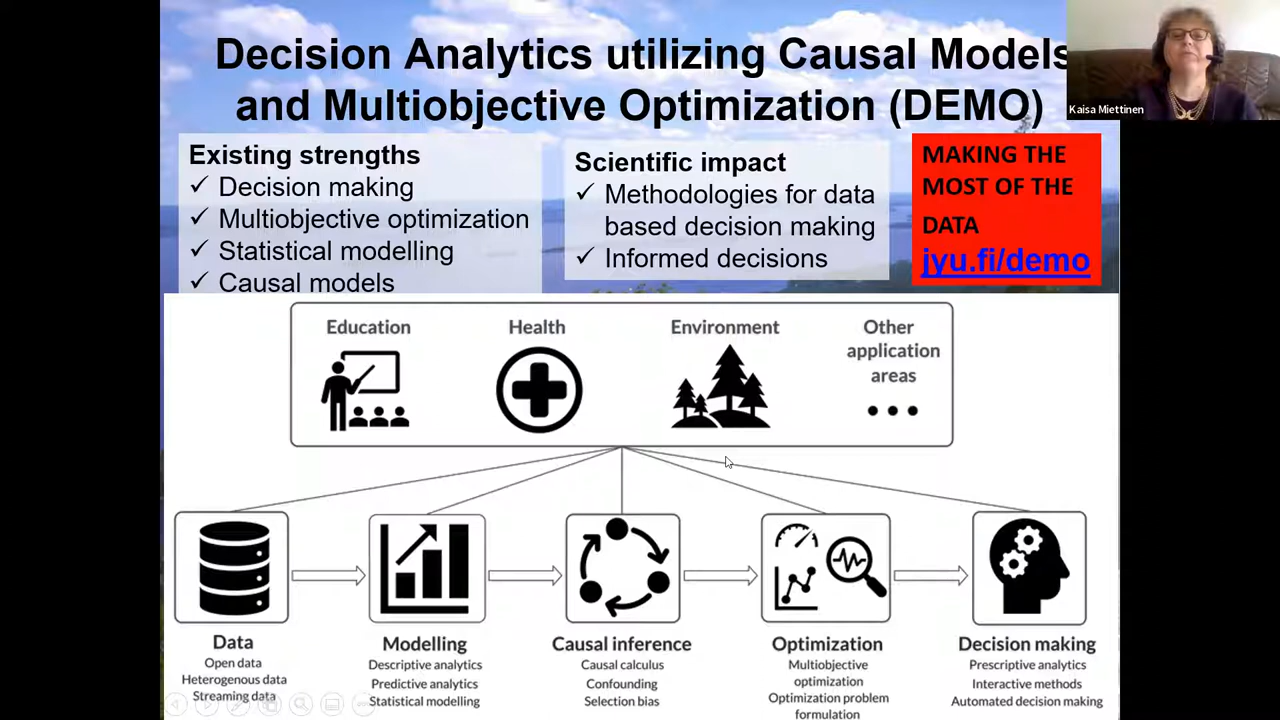 Decision Analytics utilizing Causal Models
and Multiobjective Optimization (DEMO)
Kaisa Miettinen
Existing strengths
✓ Decision making
✓ Multiobjective optimization
✓ Statistical modelling
✓ Causal models
Scientific impact
✓ Methodologies for data
based decision making
✓ Informed decisions
MAKING THE
MOST OF THE
DATA
jyu.fi/demo
Education
Health
Environment
Other
application
areas
Data
Open data
Heterogenous data
Streaming data
Modelling
Descriptive analytics
Predictive analytics
Statistical modelling
Causal inference
Causal calculus
Confounding
Selection bias
Optimization
Multiobjective
optimization
Optimization problem
formulation
Decision making
Prescriptive analytics
Interactive methods
Automated decision making